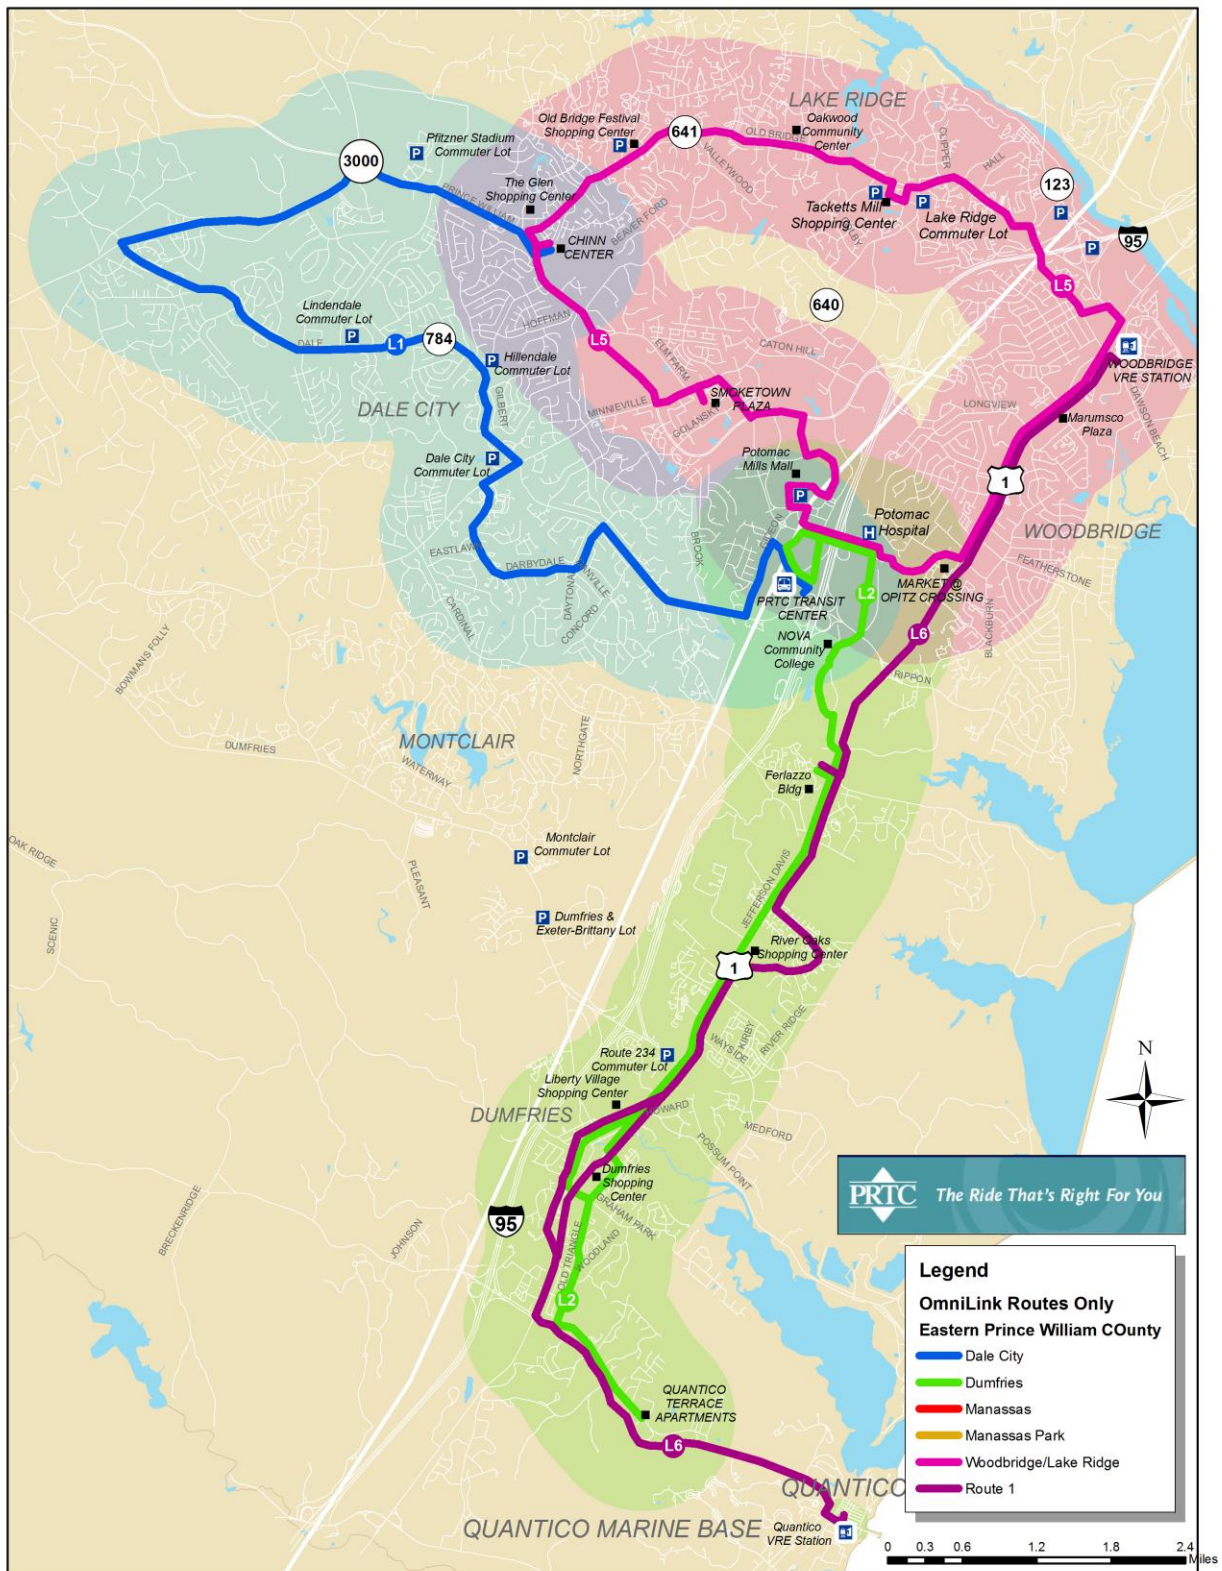 LAKE RIDGE
Old Bridge Festival
Shopping Center
641
OLD BRIDGE
Oakwood
Community
Center
CLIPPER
HALL
VALLEYWOOD
Pfitzner Stadium
Commuter Lot
3000
The Glen
Shopping Center
PRINCE WILLIAM
BEAVER FORD
CHINN
CENTER
Tacketts Mill
Shopping Center
Lake Ridge
Commuter Lot
123
95
L5
640
Lindendale
Commuter Lot
DALE
L1
784
HOFFMAN
L5
ELM FARM
CATON HILL
WOODBRIDGE
VRE STATION
Hillendale
Commuter Lot
GILBERT
DALE CITY
MINNIEVILLE
GOLANSKY
SMOKETOWN
PLAZA
LONGVIEW
DAWSON BEACH
Marumsco
Plaza
Dale City
Commuter Lot
Potomac
Mills Mall
1
GIDEON
Potomac
Hospital
H
WOODBRIDGE
EASTLAWN
DARBYDALE
BROOK
DAYTONA
CONCORD
CARDINAL
FEATHERSTONE
MARKET @
OPITZ CROSSING
PRTC TRANSIT
CENTER
L2
L6
BLACKBURN
NOVA
Community
College
RIPPON
BOWMANS FOLLY
DUMFRIES
MONTCLAIR
WATERWAY
NORTHGATE
Ferlazzo
Bldg
Montclair
Commuter Lot
OAK RIDGE
PLEASANT
SCENIC
Dumfries &
Exeter-Brittany Lot
JEFFERSON DAVIS
River Oaks
Shopping Center
1
WAYSIDE
KIRBY
RIVER RIDGE
Route 234
Commuter Lot
Liberty Village
Shopping Center
DUMFRIES
HOWARD
MEDFORD
POSSUM POINT
N
Dumfries
Shopping
Center
GRAHAM PARK
PRTC The Ride That's Right For You
95
BRECKENRIDGE
JOHNSON
OLD TRIANGLE
WOODLAND
L2
Legend
OmniLink Routes Only
Eastern Prince William COunty
Dale City
Dumfries
Manassas
Manassas Park
Woodbridge/Lake Ridge
Route 1
QUANTICO
TERRACE
APARTMENTS
L6
QUANTICO
QUANTICO MARINE BASE
Quantico
VRE Station
0 0.3 0.6 1.2 1.8 2.4
Miles